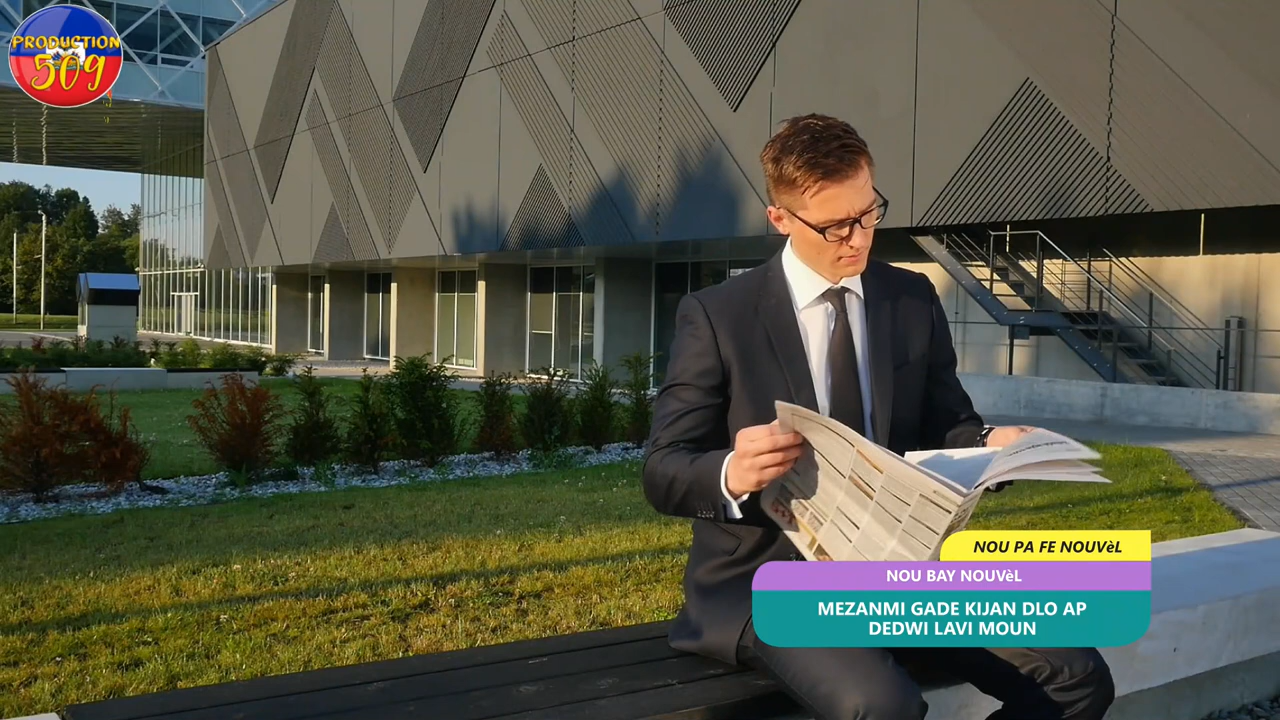 PRODUCTION
509
NOU PA FE NOUVèL
NOU BAY NOUVèL
MEZANMI GADE KIJAN DLO AP
DEDWI LAVI MOUN